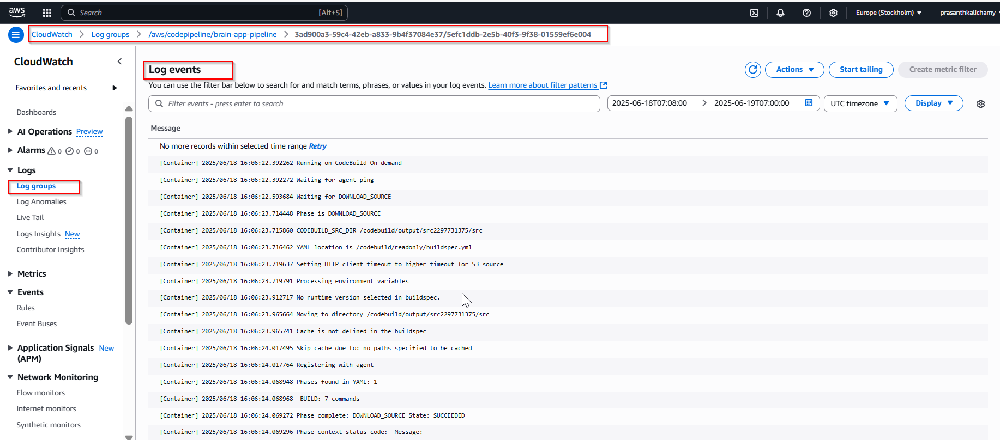 aws
Search [Alt+S]
Europe (Stockholm)
prasanthkalichamy
CloudWatch > Log groups > /aws/codepipeline/brain-app-pipeline > 3ad900a3-59c4-42eb-a833-9b4f37084e37/5efc1ddb-2e5b-40f3-9f38-01559ef6e004
CloudWatch
Favorites and recents
Dashboards
AI Operations Preview
Alarms 0 0 0
Logs
Log groups
Log Anomalies
Live Tail
Logs Insights New
Contributor Insights
Metrics
Events
Rules
Event Buses
Application Signals New
(APM)
Network Monitoring
Flow monitors
Internet monitors
Synthetic monitors
Log events
Actions
Start tailing
Create metric filter
You can use the filter bar below to search for and match terms, phrases, or values in your log events. Learn more about filter patterns
Filter events - press enter to search
2025-06-18T07:08:00 > 2025-06-19T07:00:00
UTC timezone
Display
Message
No more records within selected time range Retry
[Container] 2025/06/18 16:06:22.392262 Running on CodeBuild On-demand
[Container] 2025/06/18 16:06:22.392272 Waiting for agent ping
[Container] 2025/06/18 16:06:22.593684 Waiting for DOWNLOAD_SOURCE
[Container] 2025/06/18 16:06:23.714448 Phase is DOWNLOAD_SOURCE
[Container] 2025/06/18 16:06:23.715860 CODEBUILD_SRC_DIR=/codebuild/output/src2297731375/src
[Container] 2025/06/18 16:06:23.716462 YAML location is /codebuild/readonly/buildspec.yml
[Container] 2025/06/18 16:06:23.719637 Setting HTTP client timeout to higher timeout for S3 source
[Container] 2025/06/18 16:06:23.719791 Processing environment variables
[Container] 2025/06/18 16:06:23.912717 No runtime version selected in buildspec.
[Container] 2025/06/18 16:06:23.965664 Moving to directory /codebuild/output/src2297731375/src
[Container] 2025/06/18 16:06:23.965741 Cache is not defined in the buildspec
[Container] 2025/06/18 16:06:24.017495 Skip cache due to: no paths specified to be cached
[Container] 2025/06/18 16:06:24.017764 Registering with agent
[Container] 2025/06/18 16:06:24.068948 Phases found in YAML: 1
[Container] 2025/06/18 16:06:24.068968 BUILD: 7 commands
[Container] 2025/06/18 16:06:24.069272 Phase complete: DOWNLOAD_SOURCE State: SUCCEEDED
[Container] 2025/06/18 16:06:24.069296 Phase context status code: Message: